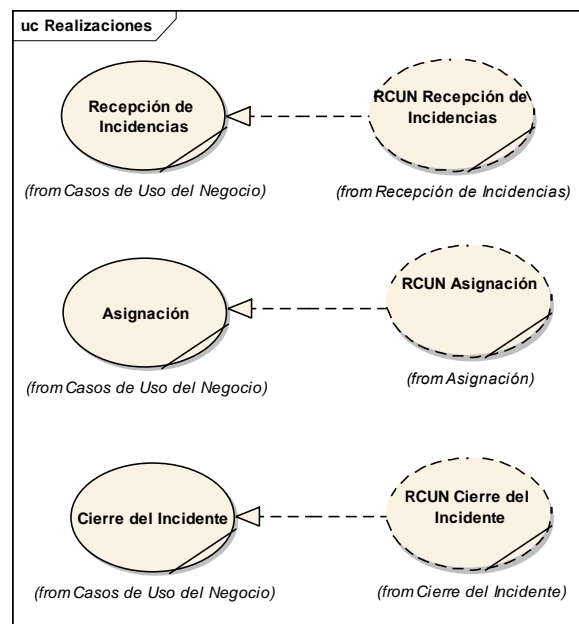 uc Realizaciones
Recepción de
Incidencias
(from Casos de Uso del Negocio)
RCUN Recepción de
Incidencias
(from Recepción de Incidencias)
Asignación
(from Casos de Uso del Negocio)
RCUN Asignación
(from Asignación)
Cierre del Incidente
(from Casos de Uso del Negocio)
RCUN Cierre del
Incidente
(from Cierre del Incidente)